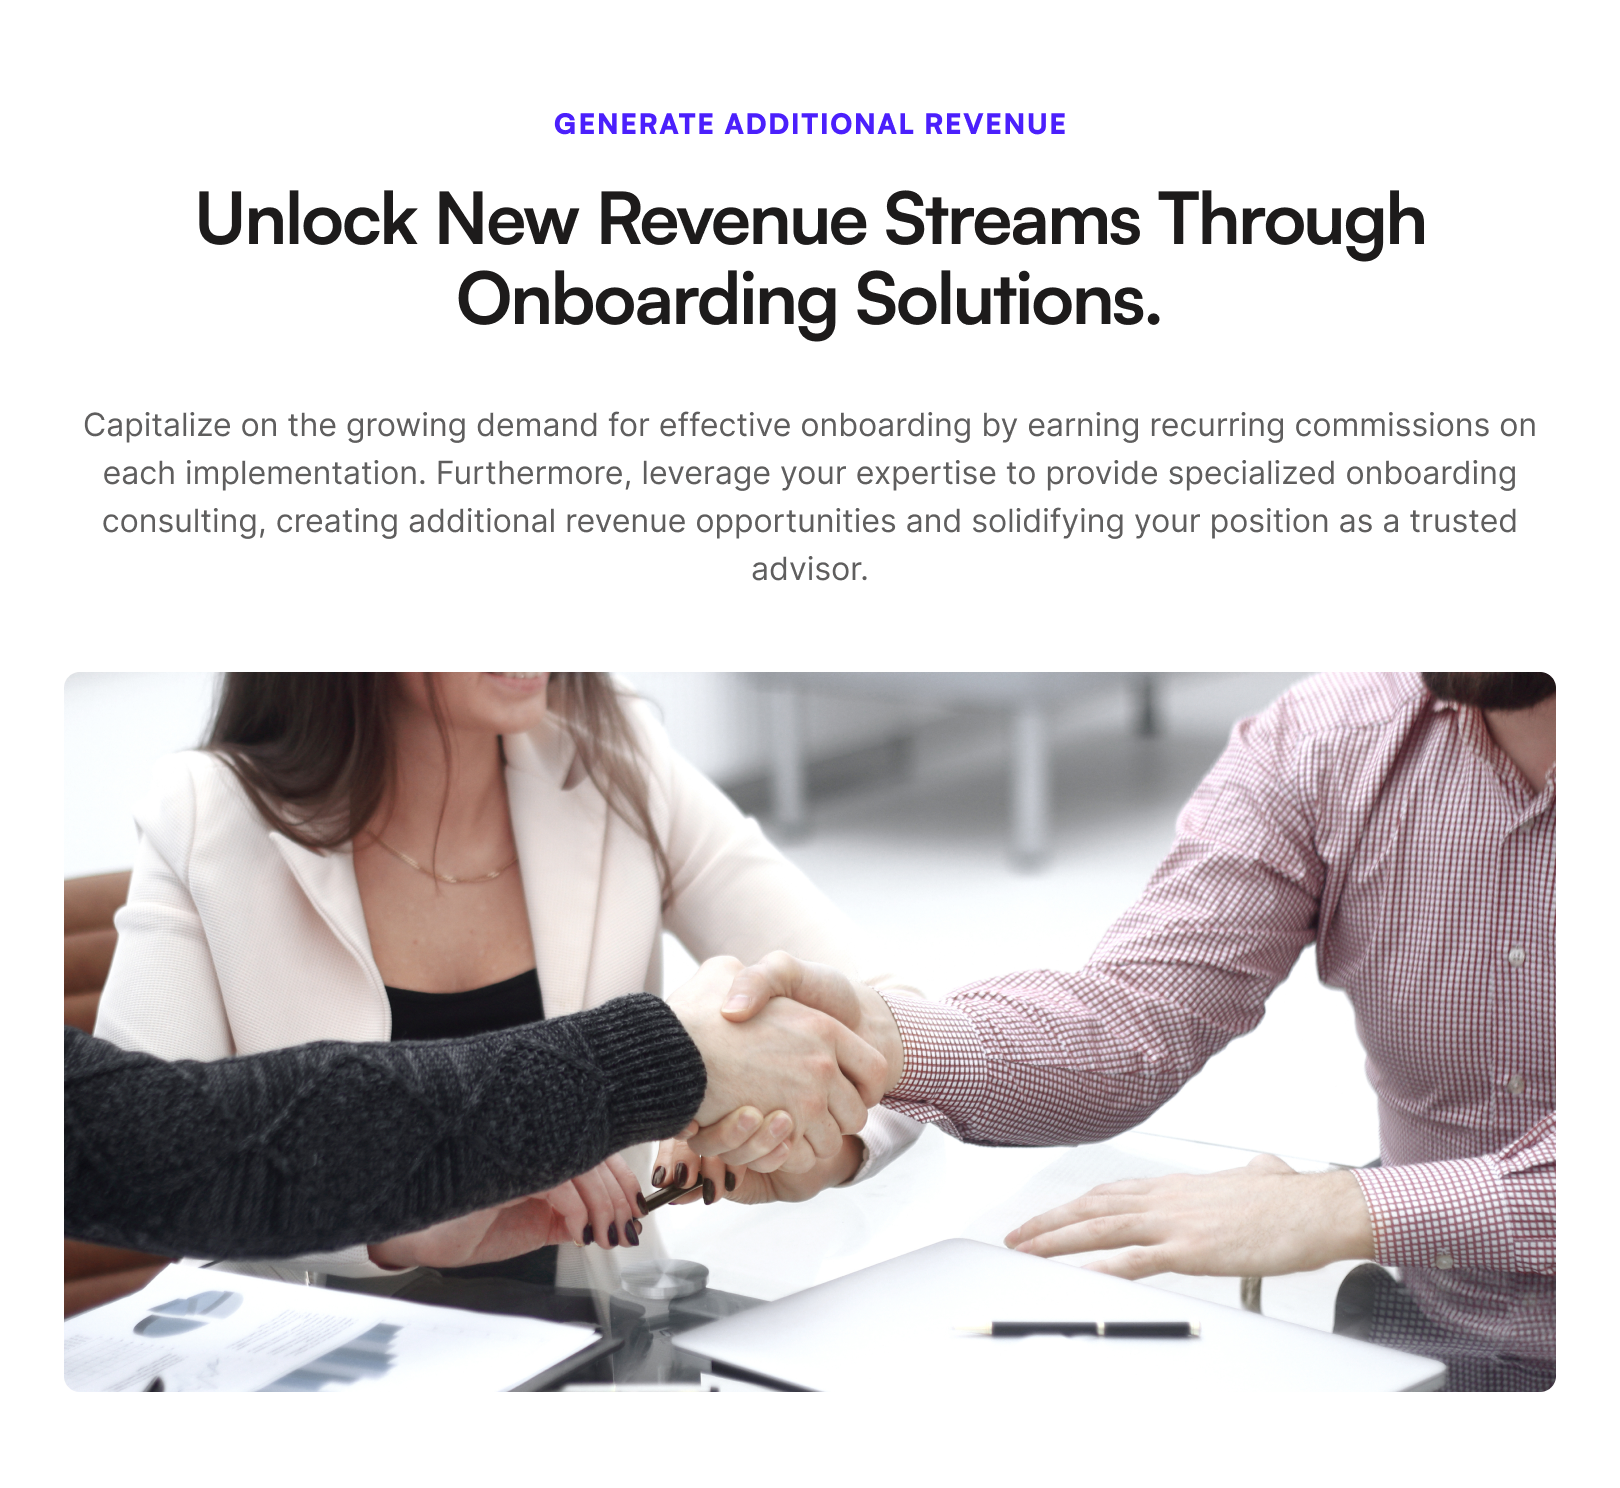 GENERATE ADDITIONAL REVENUE
Unlock New Revenue Streams Through
Onboarding Solutions.
Capitalize on the growing demand for effective onboarding by earning recurring commissions on
each implementation. Furthermore, leverage your expertise to provide specialized onboarding
consulting, creating additional revenue opportunities and solidifying your position as a trusted
advisor.